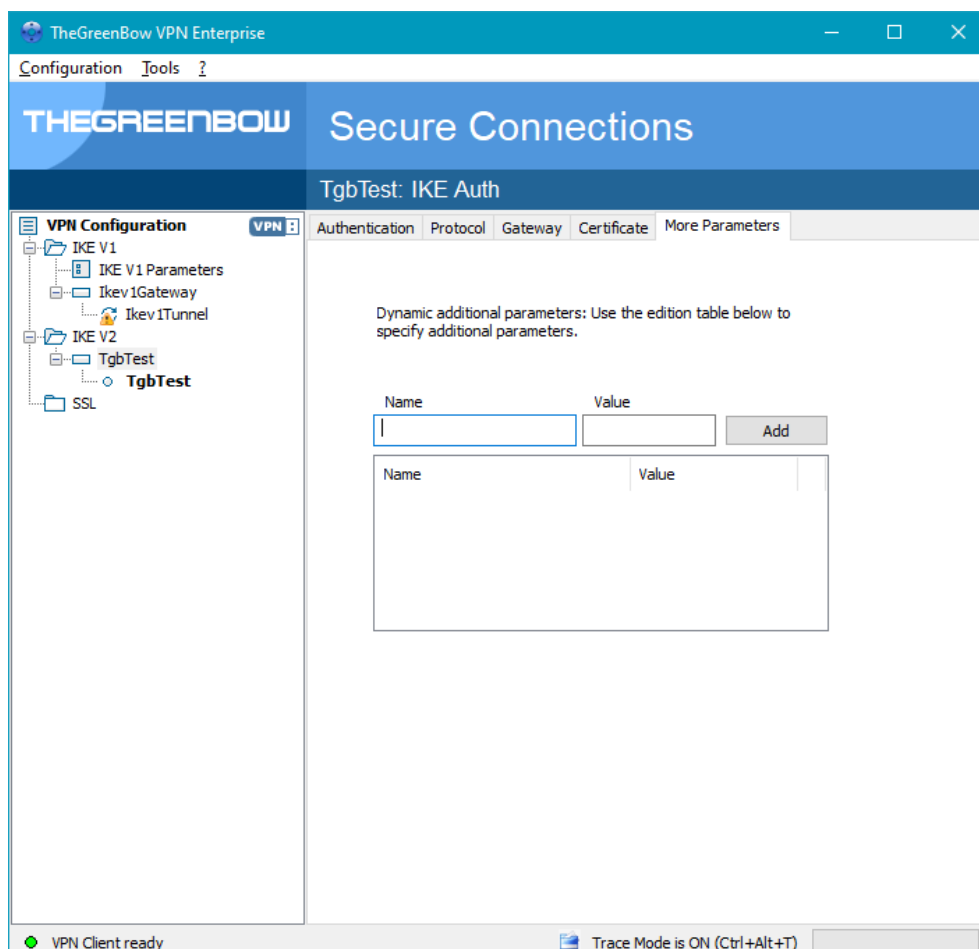 TheGreenBow VPN Enterprise
Configuration Tools ?
THEGREENBOW
Secure Connections
TgbTest: IKE Auth
VPN Configuration
VPN
IKE V1
IKE V1 Parameters
Ikev1Gateway
Ikev1Tunnel
IKE V2
TgbTest
TgbTest
SSL
Authentication Protocol Gateway Certificate More Parameters
Dynamic additional parameters: Use the edition table below to
specify additional parameters.
Name Value
Add
Name Value
VPN Client ready
Trace Mode is ON (Ctrl+Alt+T)